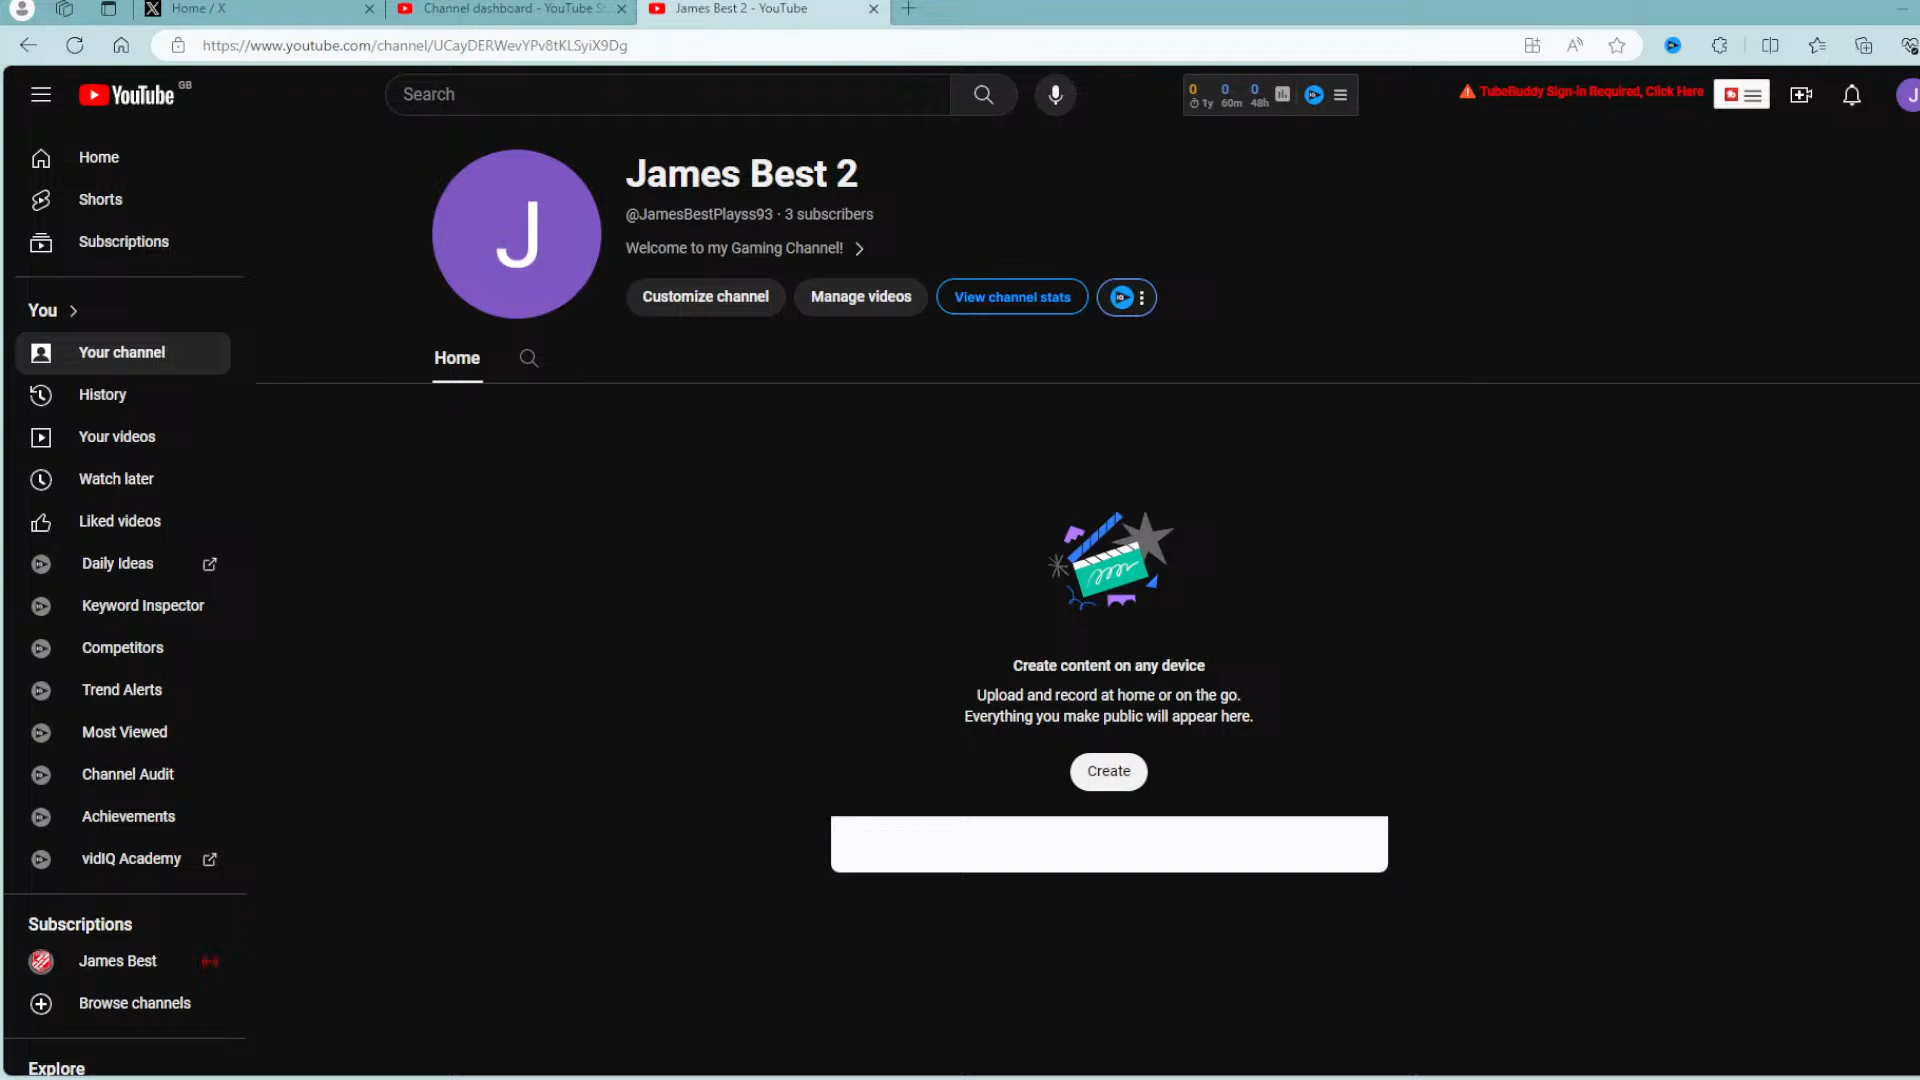 Home / X
Channel dashboard - YouTube S
James Best 2 - YouTube
https://www.youtube.com/channel/UCayDERWevYPv8tKLSyiX9Dg
YouTube GB
Search
0 0 0
1y 60m 48h
TubeBuddy Sign-in Required, Click Here
J
Home
Shorts
Subscriptions
You
Your channel
History
Your videos
Watch later
Liked videos
Daily Ideas
Keyword Inspector
Competitors
Trend Alerts
Most Viewed
Channel Audit
Achievements
vidIQ Academy
Subscriptions
James Best
Browse channels
Explore
J
James Best 2
@JamesBestPlayss93 · 3 subscribers
Welcome to my Gaming Channel!
Customize channel
Manage videos
View channel stats
Home
Create content on any device
Upload and record at home or on the go.
Everything you make public will appear here.
Create